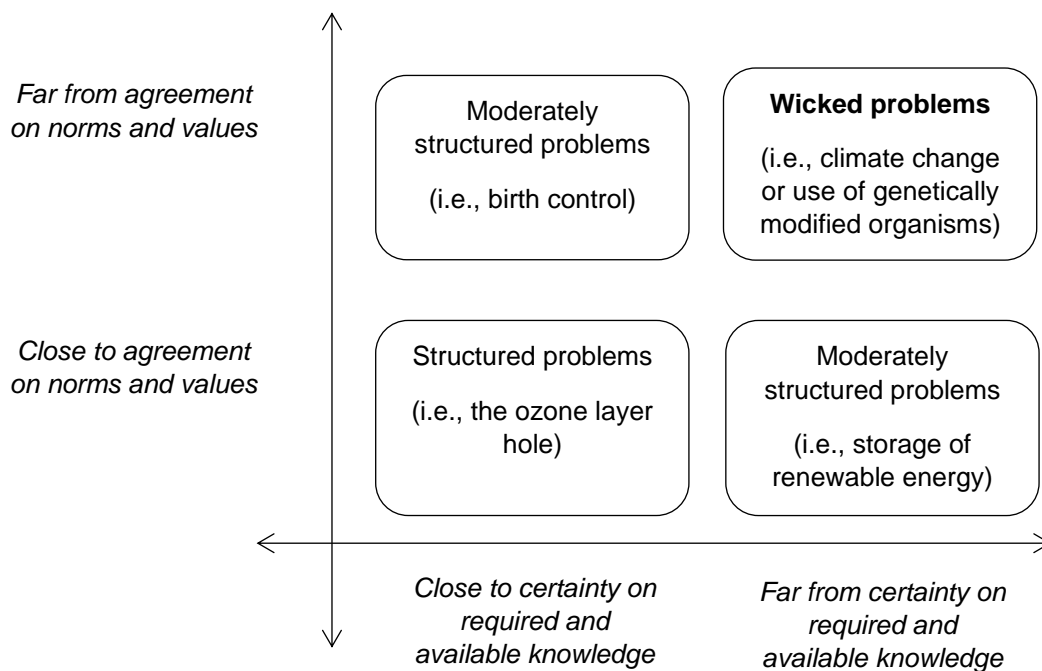 Far from agreement
on norms and values
Moderately
structured problems
(i.e., birth control)
Wicked problems
(i.e., climate change
or use of genetically
modified organisms)
Close to agreement
on norms and values
Structured problems
(i.e., the ozone layer
hole)
Moderately
structured problems
(i.e., storage of
renewable energy)
Close to certainty on
required and
available knowledge
Far from certainty on
required and
available knowledge